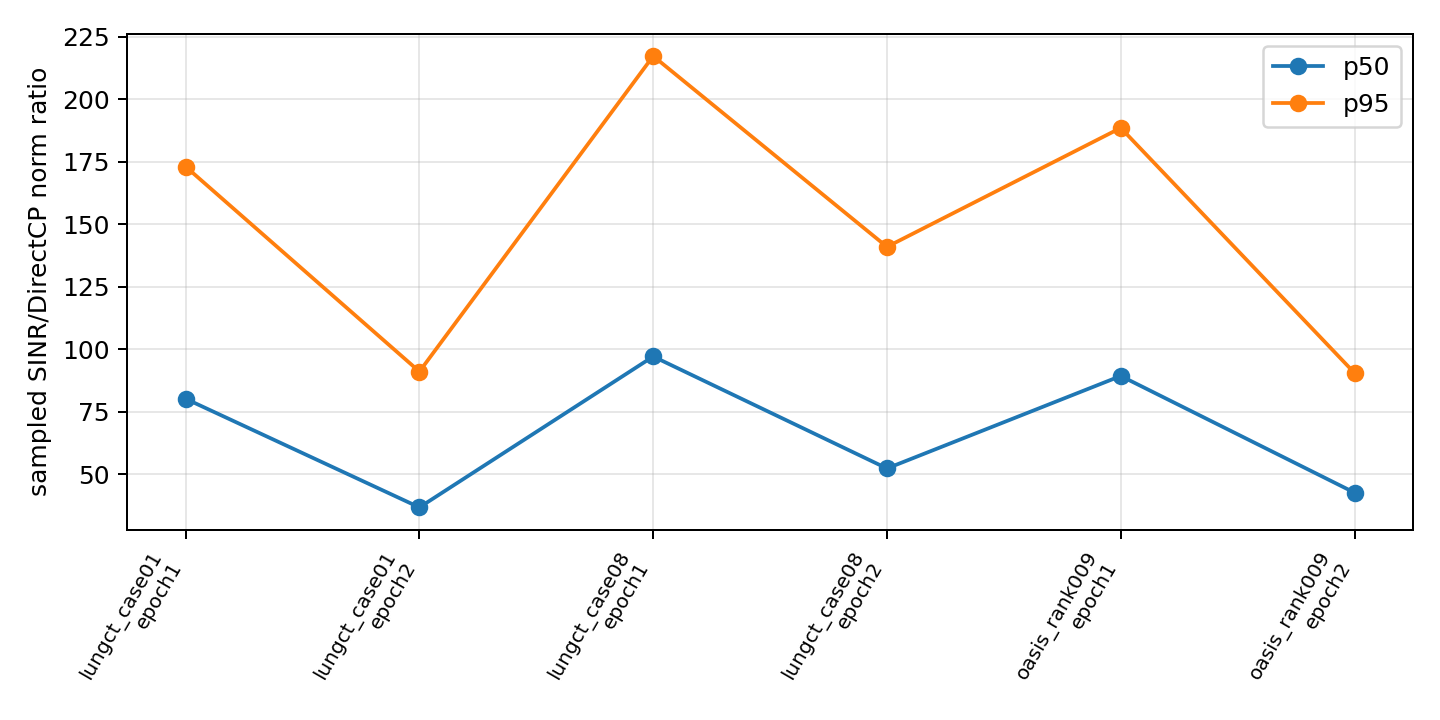 sampled SINR/DirectCP norm ratio
225
200
175
150
125
100
75
50
p50
p95
lungct_case01
epoch1
lungct_case01
epoch2
lungct_case08
epoch1
lungct_case08
epoch2
oasis_rank009
epoch1
oasis_rank009
epoch2